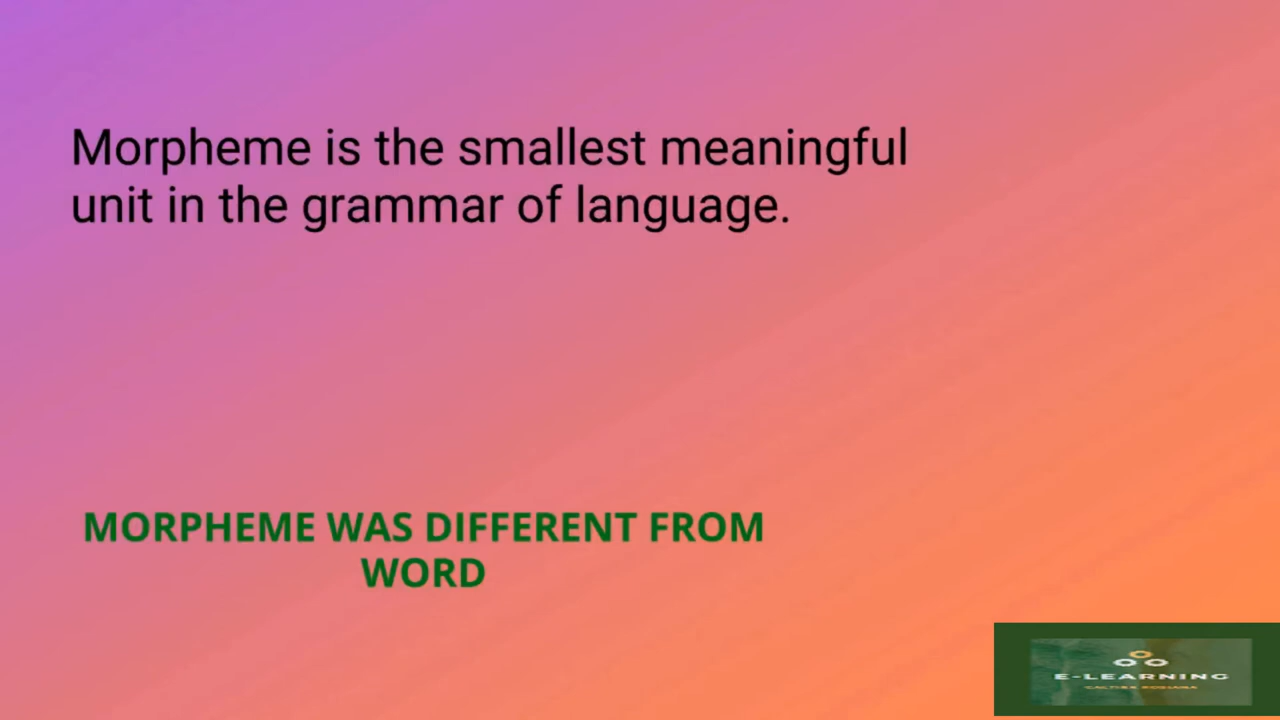 Morpheme is the smallest meaningful
unit in the grammar of language.
MORPHEME WAS DIFFERENT FROM
WORD
E-LEARNING